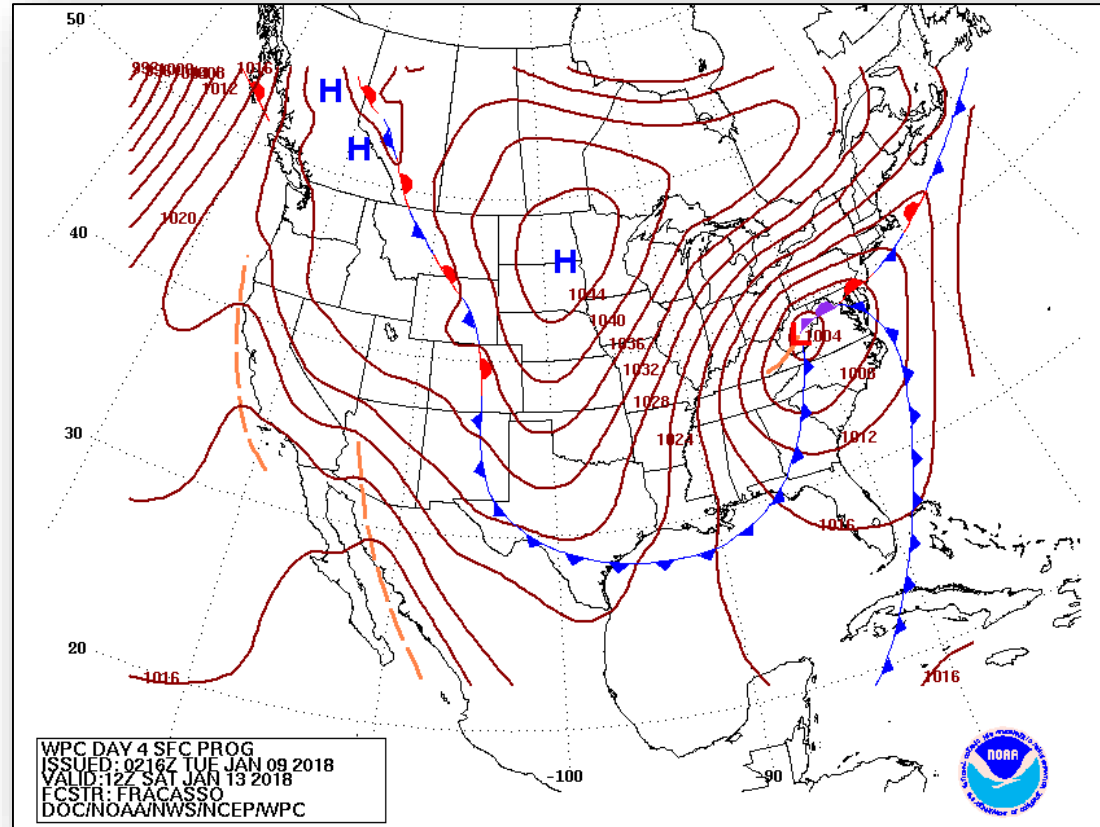 50
1016
1012
1020
40
H
H
H
1044
1040
1036
1032
1028
1024
L
1004
1008
1012
1016
30
20
1016
1016
-100
-90
NOAA
WPC DAY 4 SFC PROG
ISSUED: 0216Z TUE JAN 09 2018
VALID:12Z SAT JAN 13 2018
FCSTR: FRACASSO
DOC/NOAA/NWS/NCEP/WPC